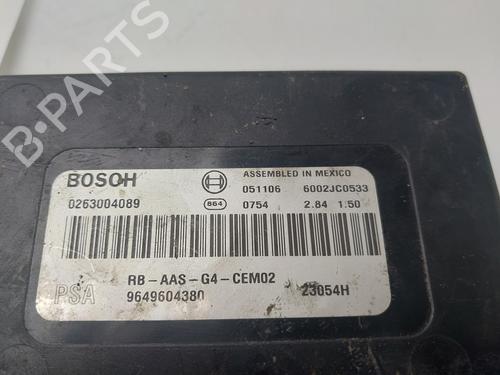 B-PARTS
BOSCH
ASSEMBLED IN MEXICO
051106 6002JC0533
0263004089
864 0754 2.84 1.50
RB-AAS-G4-CEM02
PSA 9649604380 23054H